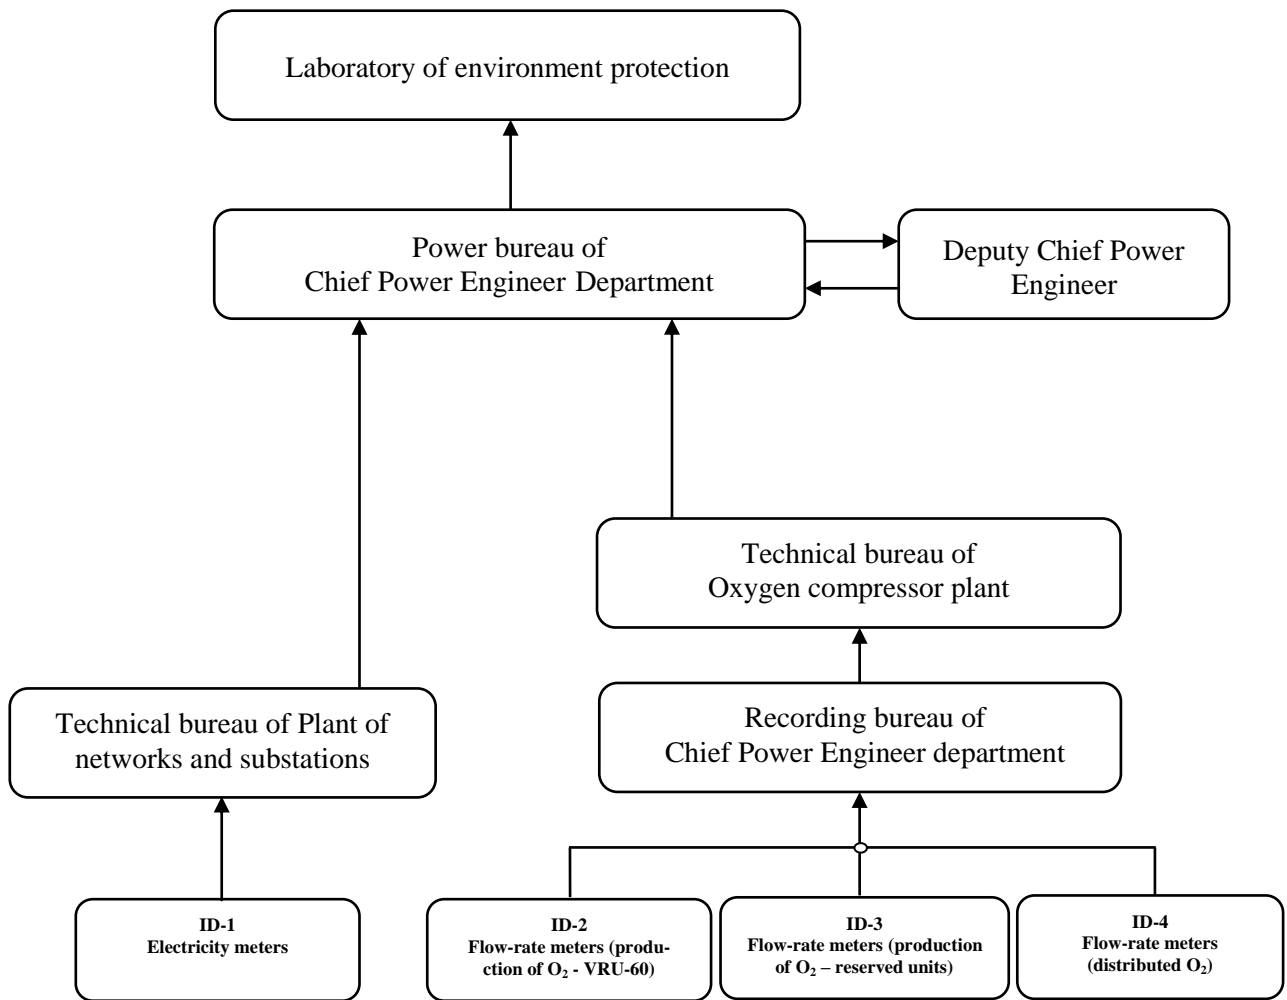 Laboratory of environment protection
Power bureau of
Chief Power Engineer Department
Deputy Chief Power
Engineer
Technical bureau of
Oxygen compressor plant
Technical bureau of Plant of
networks and substations
Recording bureau of
Chief Power Engineer department
ID-1
Electricity meters
ID-2
Flow-rate meters (produ-
ction of O₂ - VRU-60)
ID-3
Flow-rate meters (production
of O₂ – reserved units)
ID-4
Flow-rate meters
(distributed O₂)